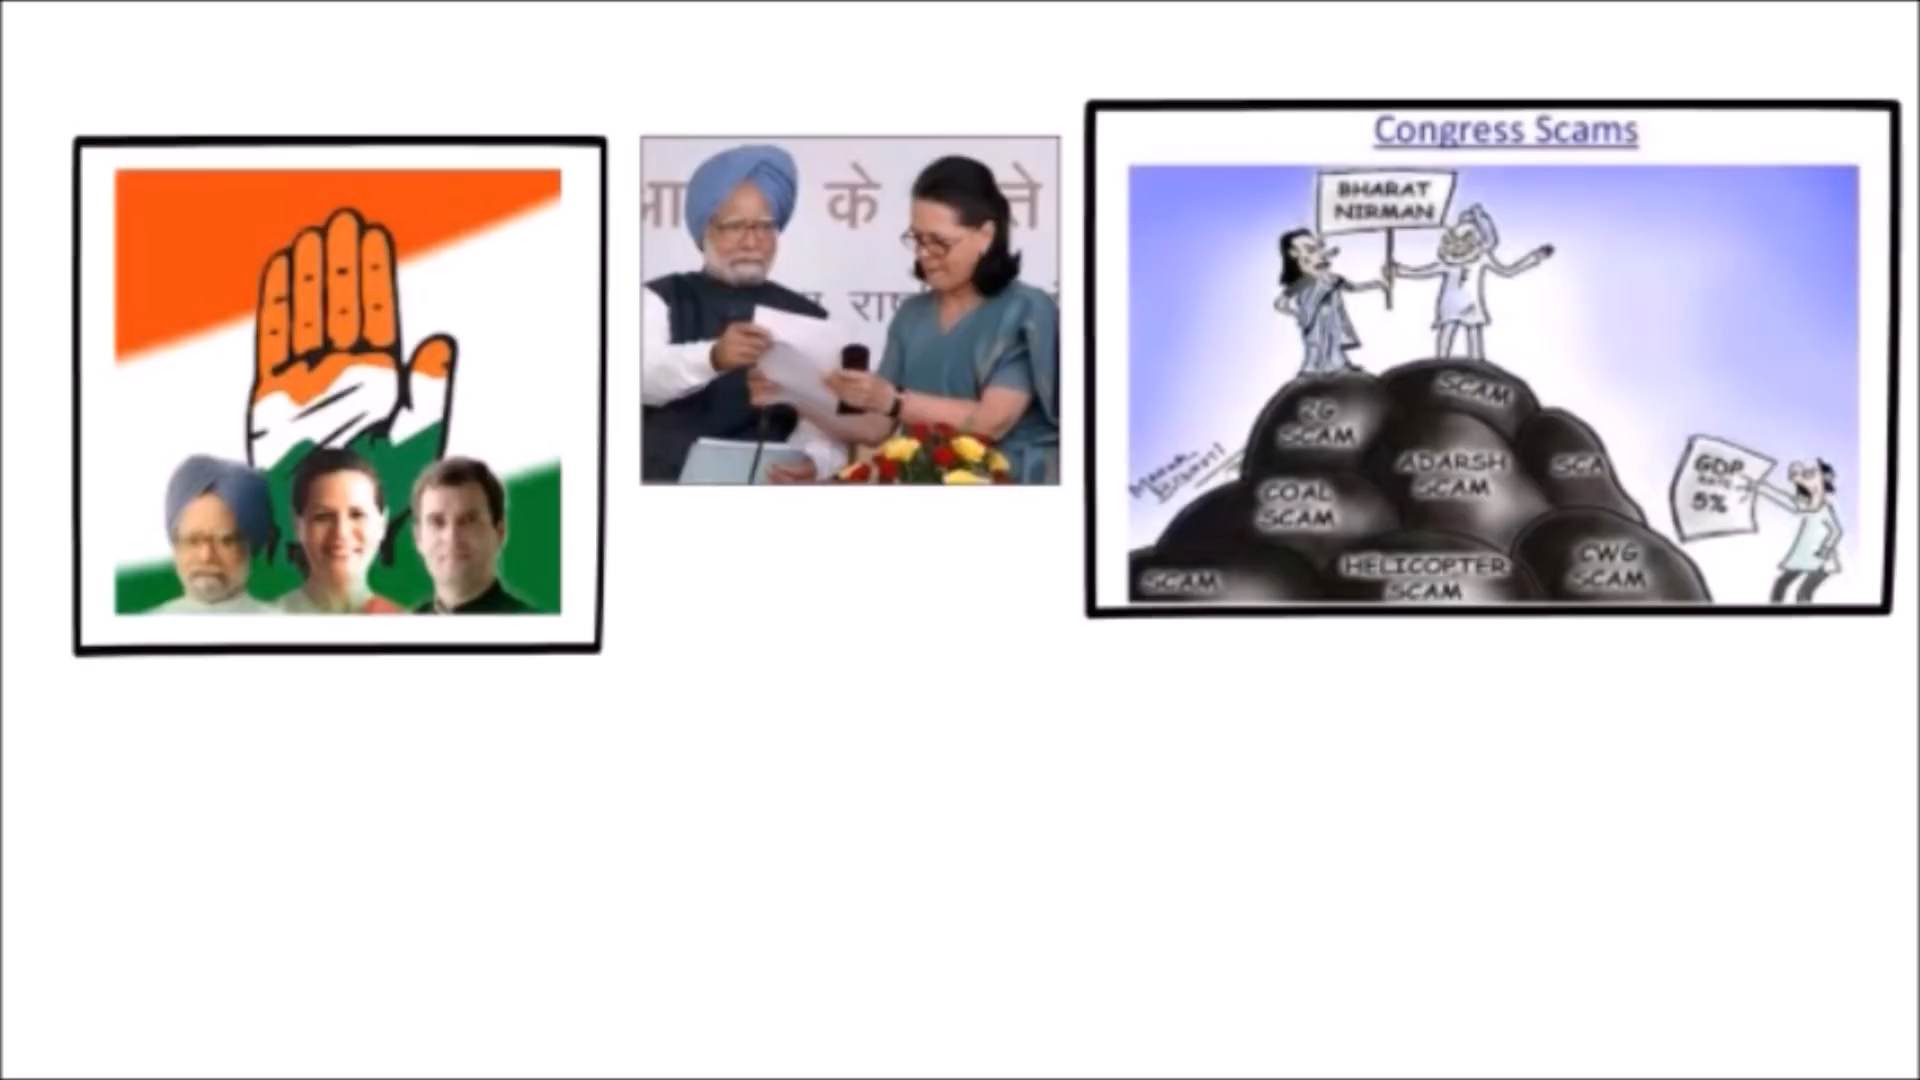 Congress Scams
के
BHARAT
NIRMAN
SCAM
2G
SCAM
ADARSH
SCAM
SCA
COAL
SCAM
HELICOPTER
SCAM
CWG
SCAM
SCAM
GDP
5%